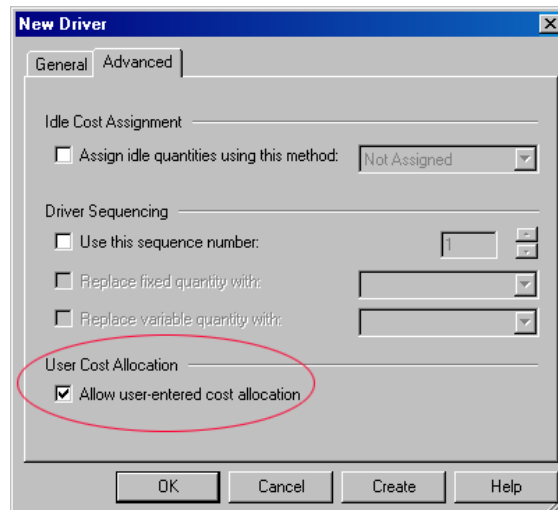 New Driver
General Advanced
Idle Cost Assignment
Assign idle quantities using this method: Not Assigned
Driver Sequencing
Use this sequence number: 1
Replace fixed quantity with:
Replace variable quantity with:
User Cost Allocation
Allow user-entered cost allocation
OK Cancel Create Help